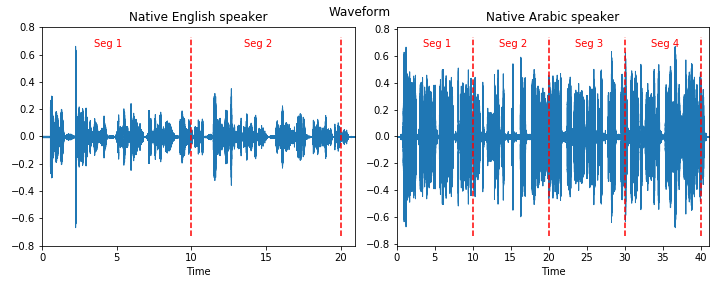 Waveform
Native English speaker
Seg 1
Seg 2
0.8
0.6
0.4
0.2
0.0
−0.2
−0.4
−0.6
−0.8
0
5
10
15
20
Time
Native Arabic speaker
Seg 1
Seg 2
Seg 3
Seg 4
0.8
0.6
0.4
0.2
0.0
−0.2
−0.4
−0.6
−0.8
0
5
10
15
20
25
30
35
40
Time